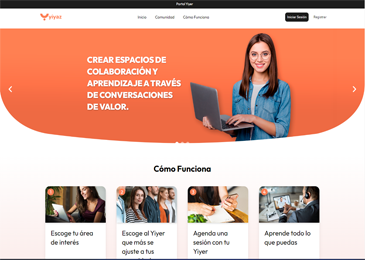 Portal Yiyer
Yiyer
Inicio
Comunidad
Cómo Funciona
Iniciar Sesión
Registrar
CREAR ESPACIOS DE
COLABORACIÓN Y
APRENDIZAJE A TRAVÉS
DE CONVERSACIONES
DE VALOR.
Cómo Funciona
Escoge tu área
de interés
Escoge al Yiyer
que más se
ajuste a tus
Agenda una
sesión con tu
Yiyer
Aprende todo lo
que puedas